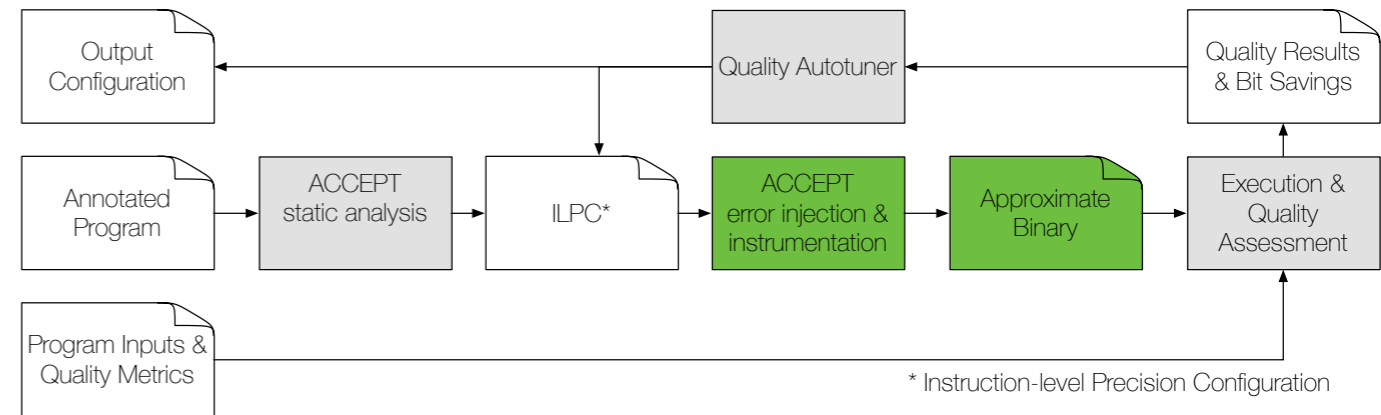 Output
Configuration
Quality Autotuner
Quality Results
& Bit Savings
Annotated
Program
ACCEPT
static analysis
ILPC*
ACCEPT
error injection &
instrumentation
Approximate
Binary
Execution &
Quality
Assessment
Program Inputs &
Quality Metrics
* Instruction-level Precision Configuration